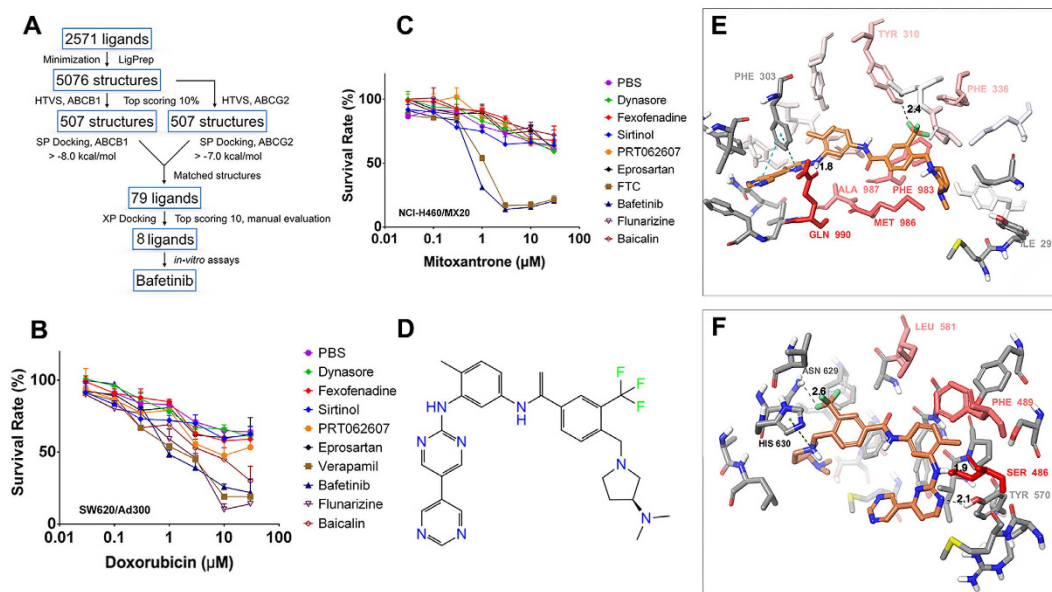 A
2571 ligands
Minimization LigPrep
5076 structures
HTVS, ABCB1 Top scoring 10% HTVS, ABCG2
507 structures 507 structures
SP Docking, ABCB1 SP Docking, ABCG2
> -8.0 kcal/mol > -7.0 kcal/mol
Matched structures
79 ligands
XP Docking Top scoring 10, manual evaluation
8 ligands
in-vitro assays
Bafetinib
B
Survival Rate (%)
100
50
0
0.01 0.1 1 10 100
SW620/Ad300
Doxorubicin (µM)
PBS
Dynasore
Fexofenadine
Sirtinol
PRT062607
Eprosartan
Verapamil
Bafetinib
Flunarizine
Baicalin
C
Survival Rate (%)
100
50
0
0.01 0.1 1 10 100
NCI-H460/MX20
Mitoxantrone (µM)
PBS
Dynasore
Fexofenadine
Sirtinol
PRT062607
Eprosartan
FTC
Bafetinib
Flunarizine
Baicalin
D
F
F
F
HN
N
H
N
N
N
N
N
N
E
TYR 310
PHE 303
2.4
PHE 336
1.8
ALA 987 PHE 983
MET 986
GLN 990
ILE 29
F
LEU 581
ASN 629
2.6
PHE 489
HIS 630
1.9
SER 486
2.1
TYR 570